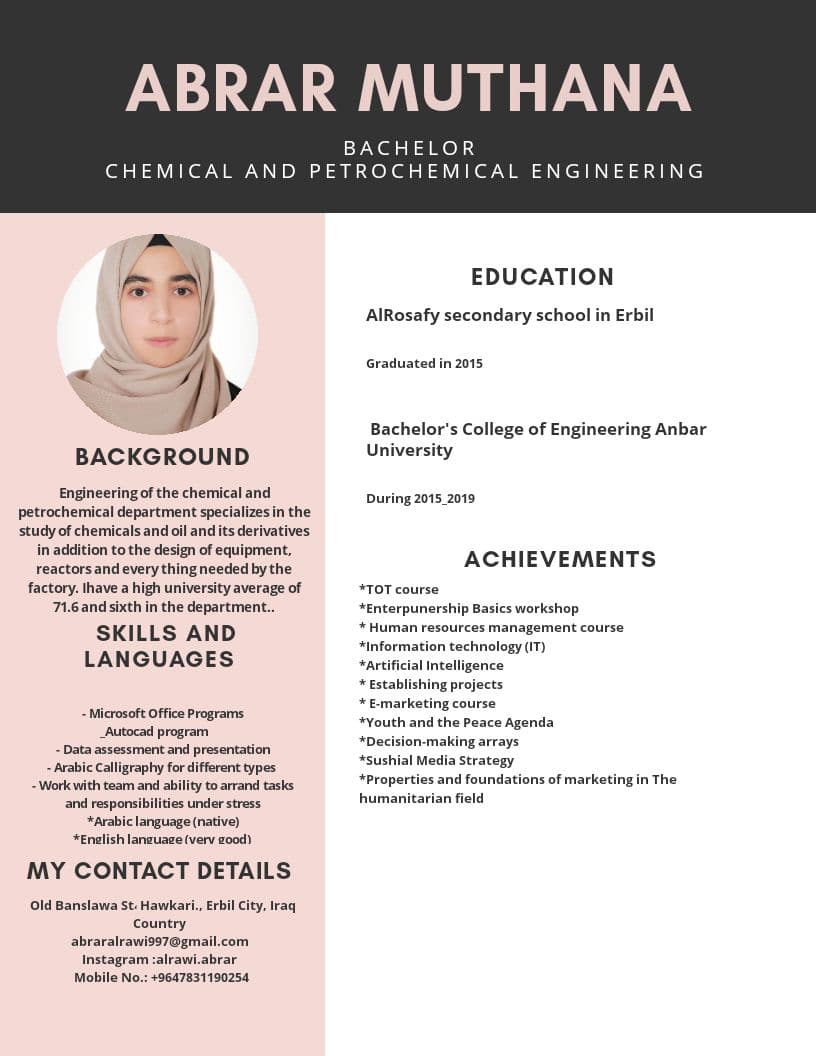 ABRAR MUTHANA
BACHELOR
CHEMICAL AND PETROCHEMICAL ENGINEERING
BACKGROUND
Engineering of the chemical and
petrochemical department specializes in the
study of chemicals and oil and its derivatives
in addition to the design of equipment,
reactors and every thing needed by the
factory. Ihave a high university average of
71.6 and sixth in the department..
SKILLS AND
LANGUAGES
- Microsoft Office Programs
_Autocad program
- Data assessment and presentation
- Arabic Calligraphy for different types
- Work with team and ability to arrand tasks
and responsibilities under stress
*Arabic language (native)
*English language (very good)
MY CONTACT DETAILS
Old Banslawa St، Hawkari., Erbil City, Iraq
Country
abraralrawi997@gmail.com
Instagram :alrawi.abrar
Mobile No.: +9647831190254
EDUCATION
AlRosafy secondary school in Erbil
Graduated in 2015
Bachelor's College of Engineering Anbar
University
During 2015_2019
ACHIEVEMENTS
*TOT course
*Enterpunership Basics workshop
* Human resources management course
*Information technology (IT)
*Artificial Intelligence
* Establishing projects
* E-marketing course
*Youth and the Peace Agenda
*Decision-making arrays
*Sushial Media Strategy
*Properties and foundations of marketing in The
humanitarian field